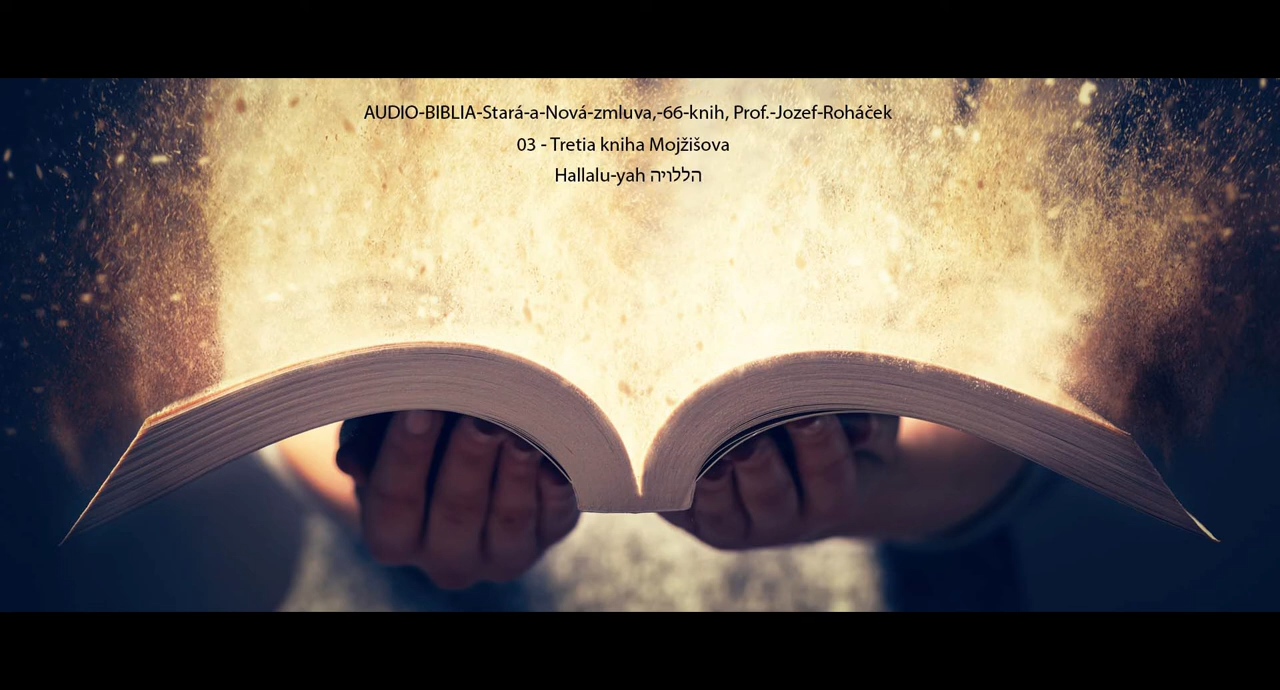 AUDIO-BIBLIA-Stará-a-Nová-zmluva,-66-knih, Prof.-Jozef-Roháček
03 - Tretia kniha Mojžišova
Hallalu-yah הללויה